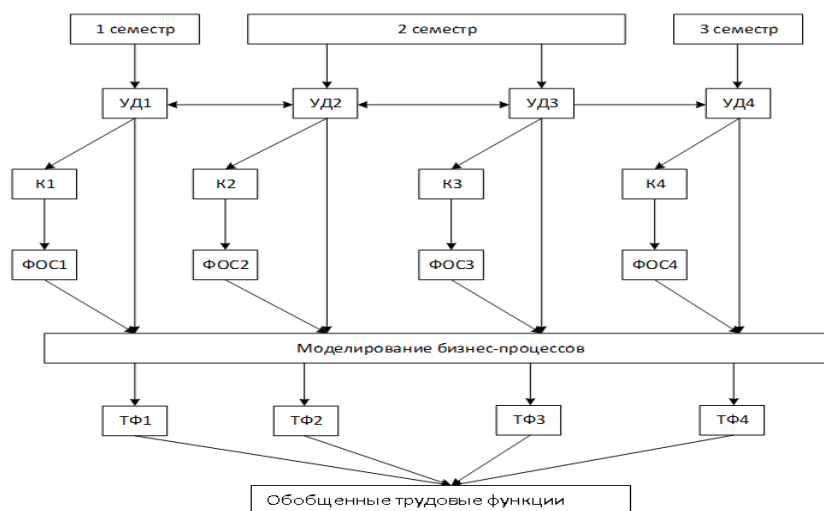 1 семестр
2 семестр
3 семестр
УД1
УД2
УД3
УД4
К1
К2
К3
К4
ФОС1
ФОС2
ФОС3
ФОС4
Моделирование бизнес-процессов
ТФ1
ТФ2
ТФ3
ТФ4
Обобщенные трудовые функции